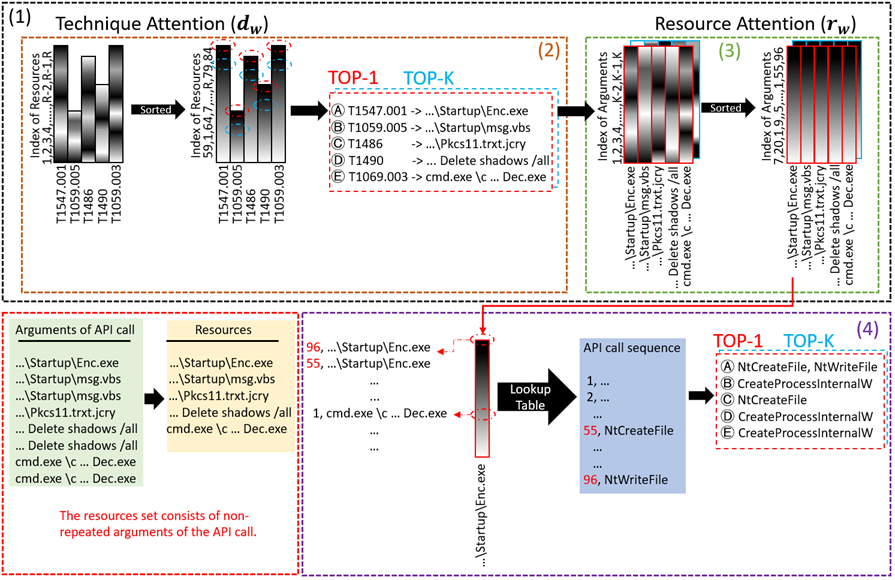 (1)
Technique Attention (d_w)
Resource Attention (r_w)
(2)
Index of Resources
1,2,3,4,......,R-2,R-1,R
T1547.001
T1059.005
T1486
T1490
T1059.003
Sorted
Index of Resources
59,1,64,7,...,R,...,R,79,84
T1547.001
T1059.005
T1486
T1490
T1059.003
TOP-1 TOP-K
Ⓐ T1547.001 -> ...\Startup\Enc.exe
Ⓑ T1059.005 -> ...\Startup\msg.vbs
Ⓒ T1486 -> ...\Pkcs11.trxt.jcry
Ⓓ T1490 -> ... Delete shadows /all
Ⓔ T1069.003 -> cmd.exe \c ... Dec.exe
(3)
Index of Arguments
1,2,3,4,......,K-2,K-1,K
...\Startup\Enc.exe
...\Startup\msg.vbs
...\Pkcs11.trxt.jcry
... Delete shadows /all
cmd.exe \c ... Dec.exe
Sorted
Index of Arguments
7,20,1,9,5,...,1,55,96
...\Startup\Enc.exe
...\Startup\msg.vbs
...\Pkcs11.trxt.jcry
... Delete shadows /all
cmd.exe \c ... Dec.exe
Arguments of API call
...\Startup\Enc.exe
...\Startup\msg.vbs
...\Startup\msg.vbs
...\Pkcs11.trxt.jcry
... Delete shadows /all
... Delete shadows /all
cmd.exe \c ... Dec.exe
cmd.exe \c ... Dec.exe
Resources
...\Startup\Enc.exe
...\Startup\msg.vbs
...\Pkcs11.trxt.jcry
... Delete shadows /all
cmd.exe \c ... Dec.exe
The resources set consists of non-
repeated arguments of the API call.
(4)
96, ...\Startup\Enc.exe
55, ...\Startup\Enc.exe
...
...
1, cmd.exe \c ... Dec.exe
...
...
...\Startup\Enc.exe
Lookup
Table
API call sequence
1, ...
2, ...
...
55, NtCreateFile
...
...
96, NtWriteFile
TOP-1 TOP-K
Ⓐ NtCreateFile, NtWriteFile
Ⓑ CreateProcessInternalW
Ⓒ NtCreateFile
Ⓓ CreateProcessInternalW
Ⓔ CreateProcessInternalW